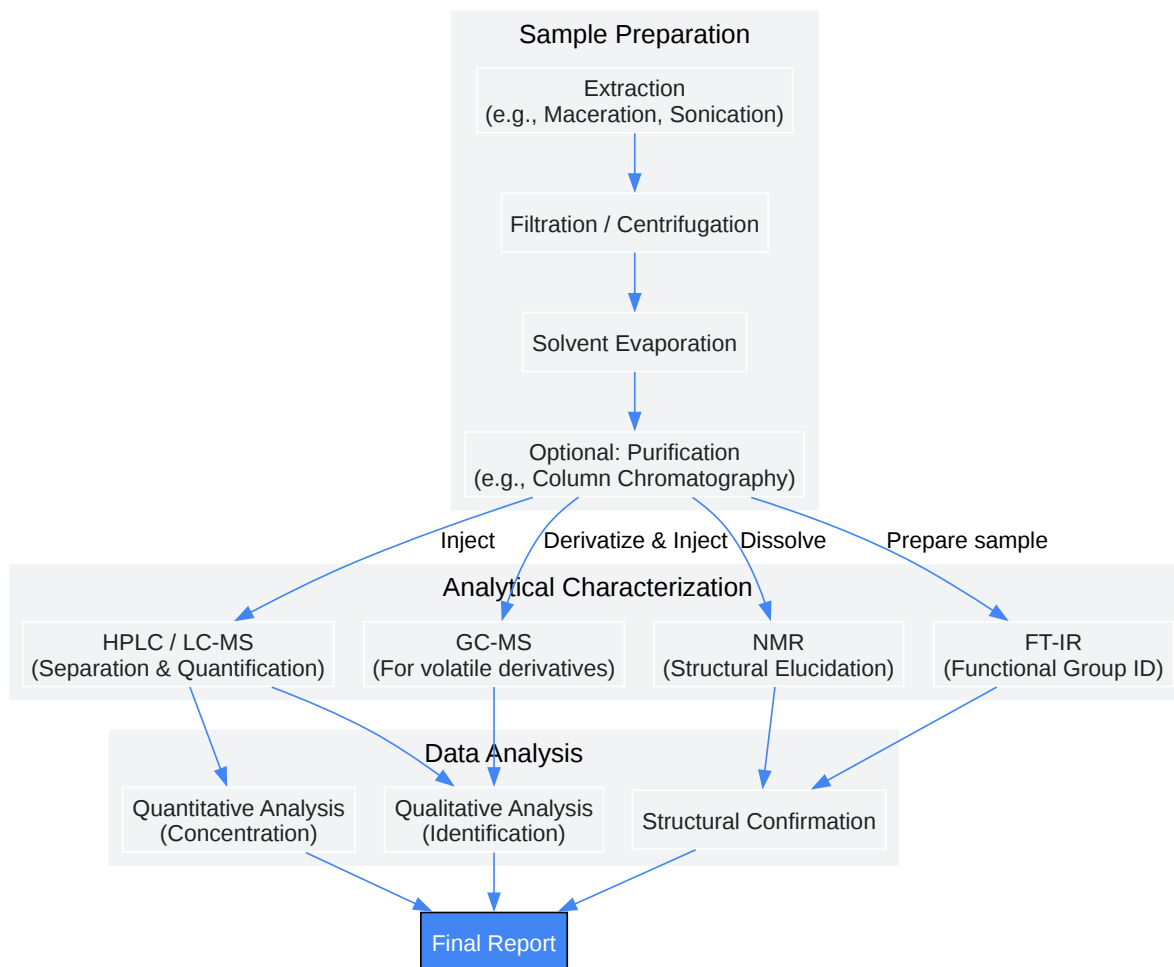 Sample Preparation
Extraction
(e.g., Maceration, Sonication)
Filtration / Centrifugation
Solvent Evaporation
Optional: Purification
(e.g., Column Chromatography)
Inject
Derivatize & Inject
Dissolve
Prepare sample
Analytical Characterization
HPLC / LC-MS
(Separation & Quantification)
GC-MS
(For volatile derivatives)
NMR
(Structural Elucidation)
FT-IR
(Functional Group ID)
Data Analysis
Quantitative Analysis
(Concentration)
Qualitative Analysis
(Identification)
Structural Confirmation
Final Report